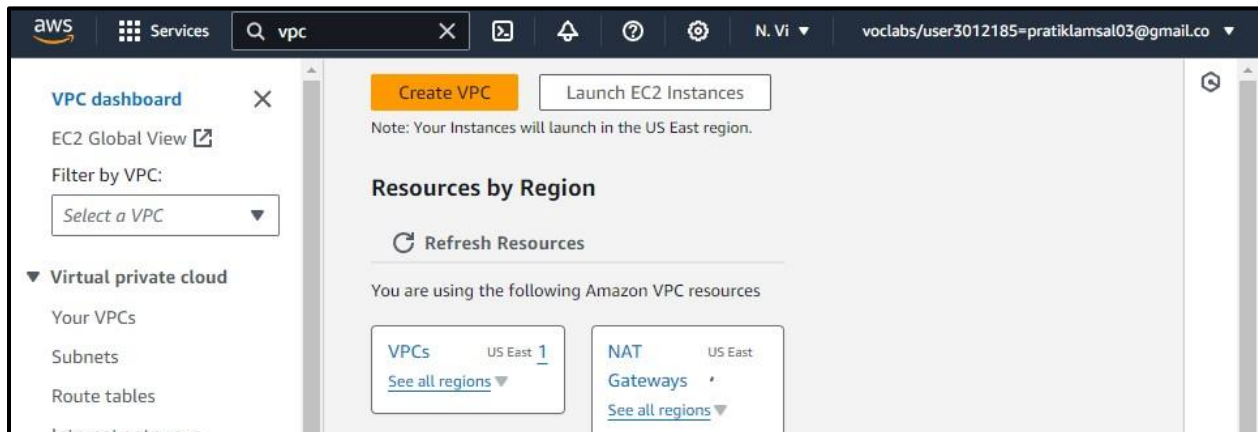 aws Services vpc N. Vi voclabs/user3012185=pratiklamsal03@gmail.co
VPC dashboard
EC2 Global View
Filter by VPC:
Select a VPC
Virtual private cloud
Your VPCs
Subnets
Route tables
Create VPC Launch EC2 Instances
Note: Your Instances will launch in the US East region.
Resources by Region
Refresh Resources
You are using the following Amazon VPC resources
VPCs US East 1
See all regions
NAT US East
Gateways
See all regions